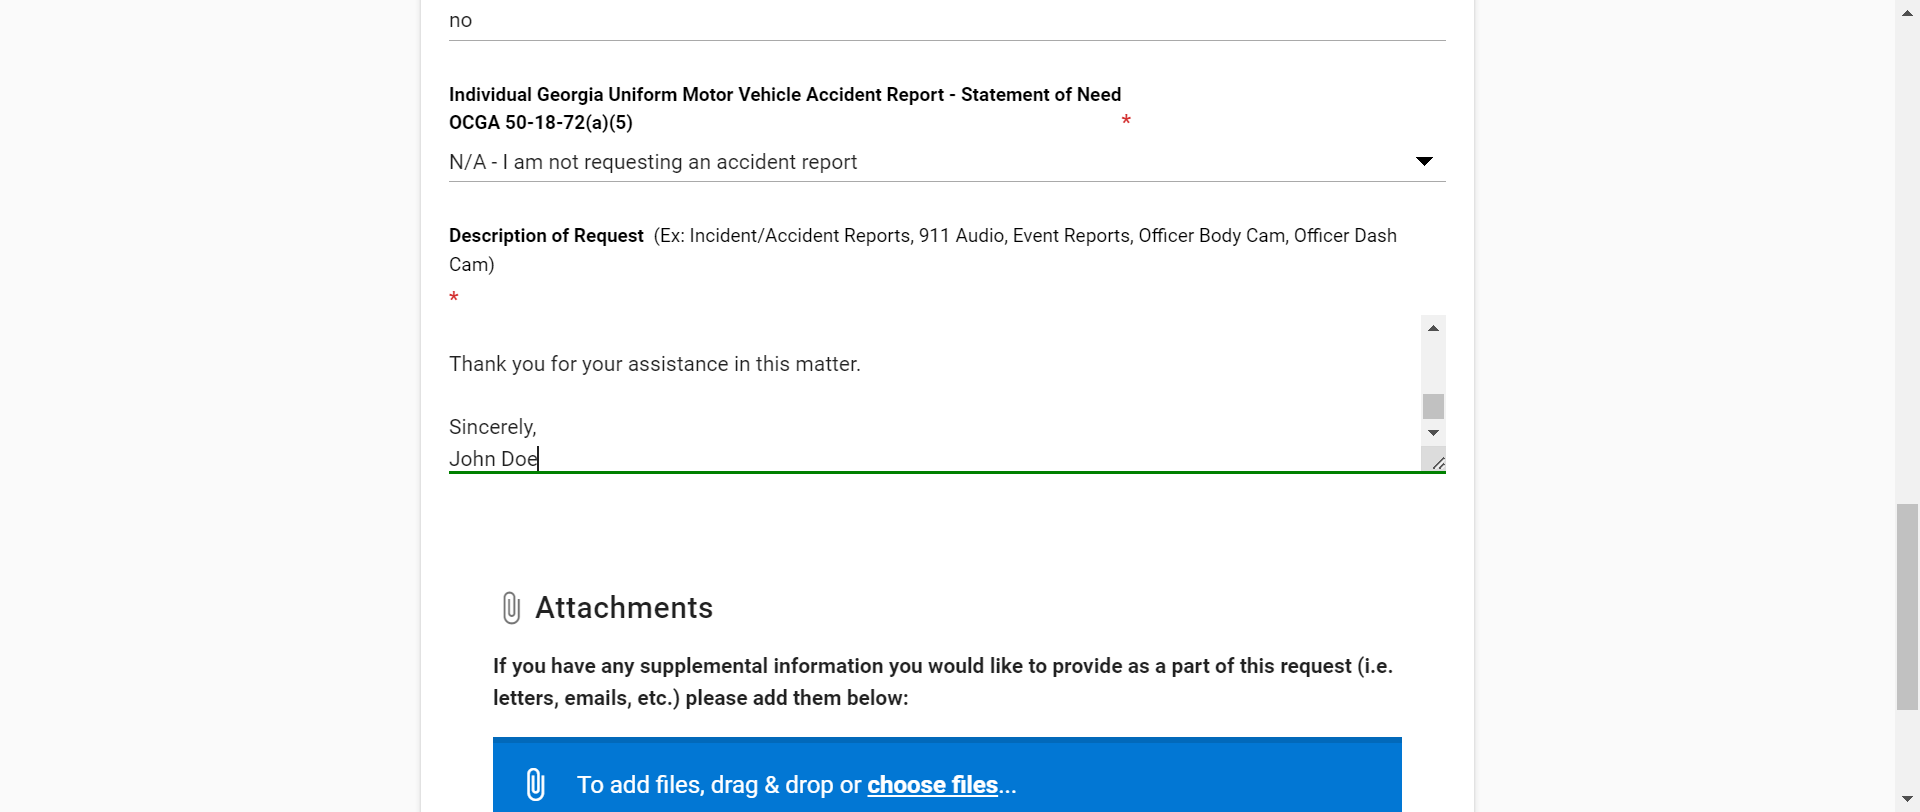 no
Individual Georgia Uniform Motor Vehicle Accident Report - Statement of Need
OCGA 50-18-72(a)(5) *
N/A - I am not requesting an accident report
Description of Request (Ex: Incident/Accident Reports, 911 Audio, Event Reports, Officer Body Cam, Officer Dash
Cam)
*
Thank you for your assistance in this matter.
Sincerely,
John Doe
Attachments
If you have any supplemental information you would like to provide as a part of this request (i.e.
letters, emails, etc.) please add them below:
To add files, drag & drop or choose files...